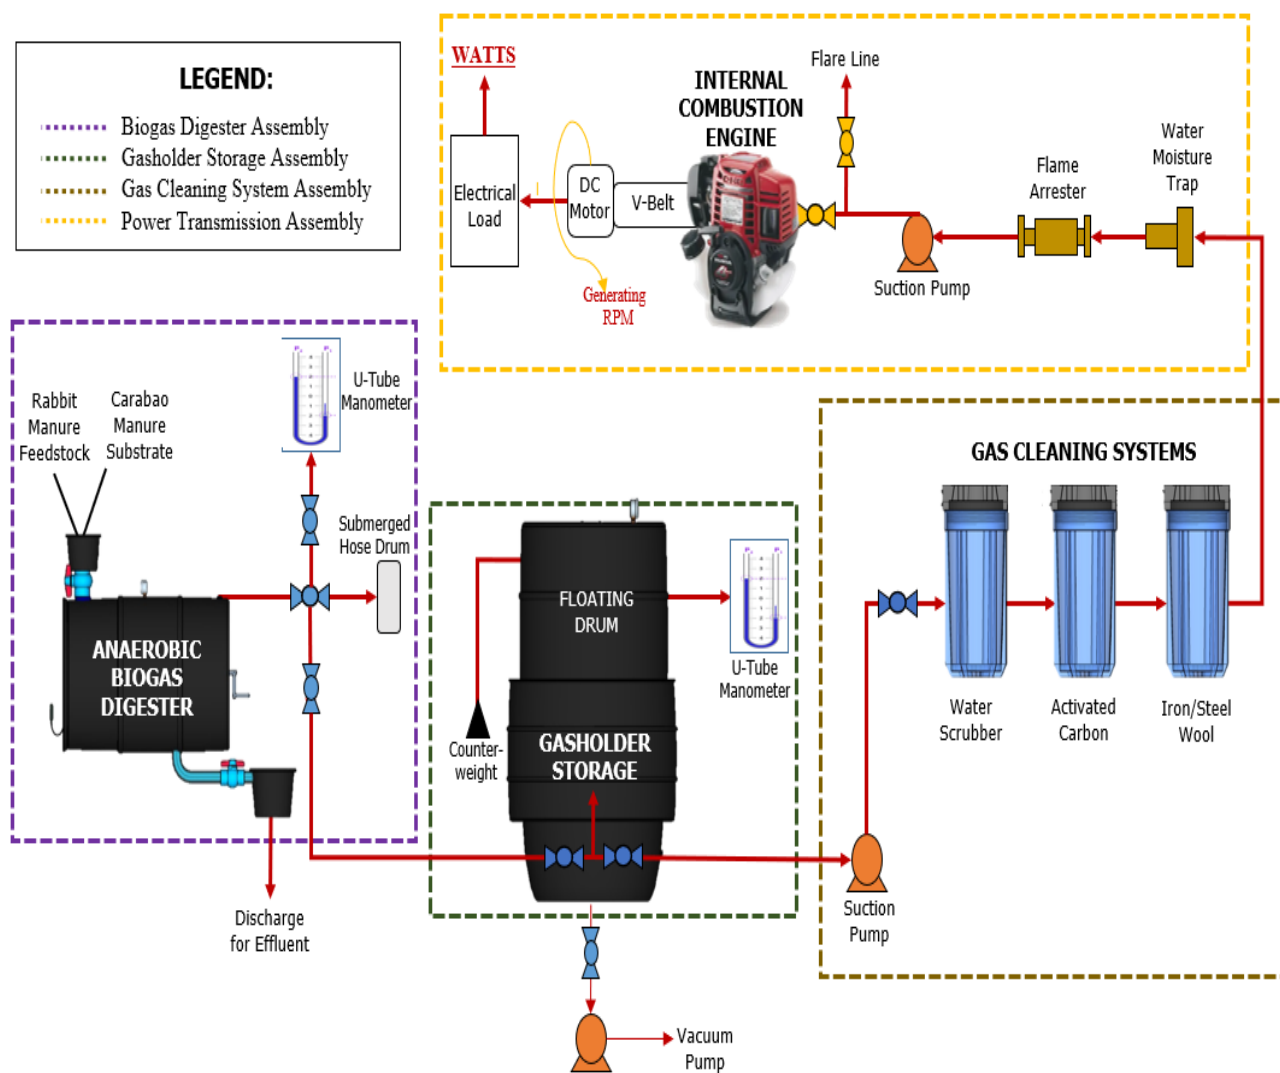 LEGEND:
Biogas Digester Assembly
Gasholder Storage Assembly
Gas Cleaning System Assembly
Power Transmission Assembly
WATTS
Electrical
Load
DC
Motor
V-Belt
Generating
RPM
INTERNAL
COMBUSTION
ENGINE
Flare Line
Suction Pump
Flame
Arrester
Water
Moisture
Trap
Rabbit
Manure
Feedstock
Carabao
Manure
Substrate
U-Tube
Manometer
Submerged
Hose Drum
ANAEROBIC
BIOGAS
DIGESTER
Discharge
for Effluent
FLOATING
DRUM
Counter-
weight
GASHOLDER
STORAGE
U-Tube
Manometer
Vacuum
Pump
GAS CLEANING SYSTEMS
Water
Scrubber
Activated
Carbon
Iron/Steel
Wool
Suction
Pump